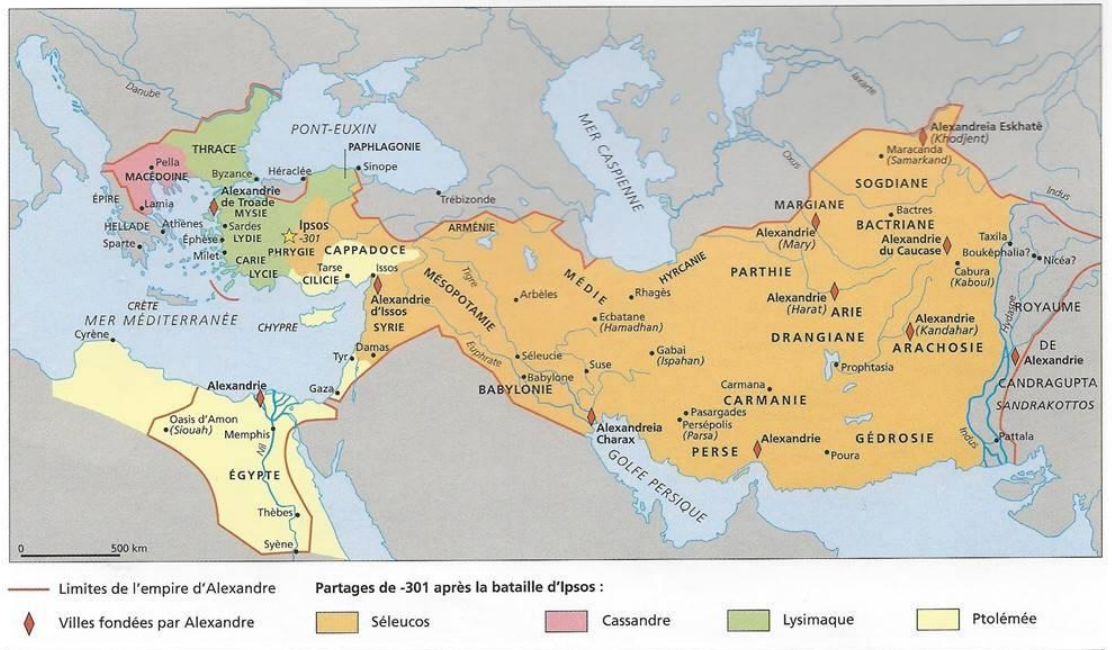 Danube
PONT-EUXIN
PAPHLAGONIE
THRACE
Byzance
Héraclée
Sinope
Pella
MACÉDOINE
Alexandrie
de Troade
MYSIE
Trébizonde
ÉPIRE
Lamia
HELLADE
Athènes
Sparte
Éphèse
Sardes
LYDIE
Milet
CARIE
LYCIE
Ipsos
-301
PHRYGIE
CAPPADOCE
ARMÉNIE
Tarse
CILICIE
Issos
Alexandrie
d'Issos
SYRIE
CRÈTE
MER MÉDITERRANÉE
CHYPRE
Cyrène
Tyr
Damas
Gaza
Alexandrie
Oasis d'Amon
(Siouah)
Memphis
Nil
ÉGYPTE
Thèbes
Syène
MER CASPIENNE
Iaxarte
Oxus
Alexandreia Eskhatê
(Khodjent)
Maracanda
(Samarkand)
SOGDIANE
MARGIANE
Alexandrie
(Mary)
BACTRIANE
Bactres
Alexandrie
du Caucase
Cabura
(Kaboul)
Indus
Taxila
Bouképhalia?
Nicéa?
Hydaspe
ROYAUME
DE
CANDRAGUPTA
SANDRAKOTTOS
Alexandrie
Indus
Pattala
Tigre
MÉSOPOTAMIE
Arbèles
MÉDIE
Rhagès
HYRCANIE
PARTHIE
Ecbatane
(Hamadhan)
Alexandrie
(Harat)
ARIE
DRANGIANE
Alexandrie
(Kandahar)
ARACHOSIE
Prophtasia
Euphrate
Séleucie
Babylone
BABYLONIE
Suse
Gabai
(Ispahan)
Carmana
CARMANIE
Pasargades
Persépolis
(Parsa)
Alexandreia
Charax
PERSE
Alexandrie
GÉDROSIE
Poura
GOLFE PERSIQUE
0 500 km
Limites de l'empire d'Alexandre
Villes fondées par Alexandre
Partages de -301 après la bataille d'Ipsos :
Séleucos
Cassandre
Lysimaque
Ptolémée